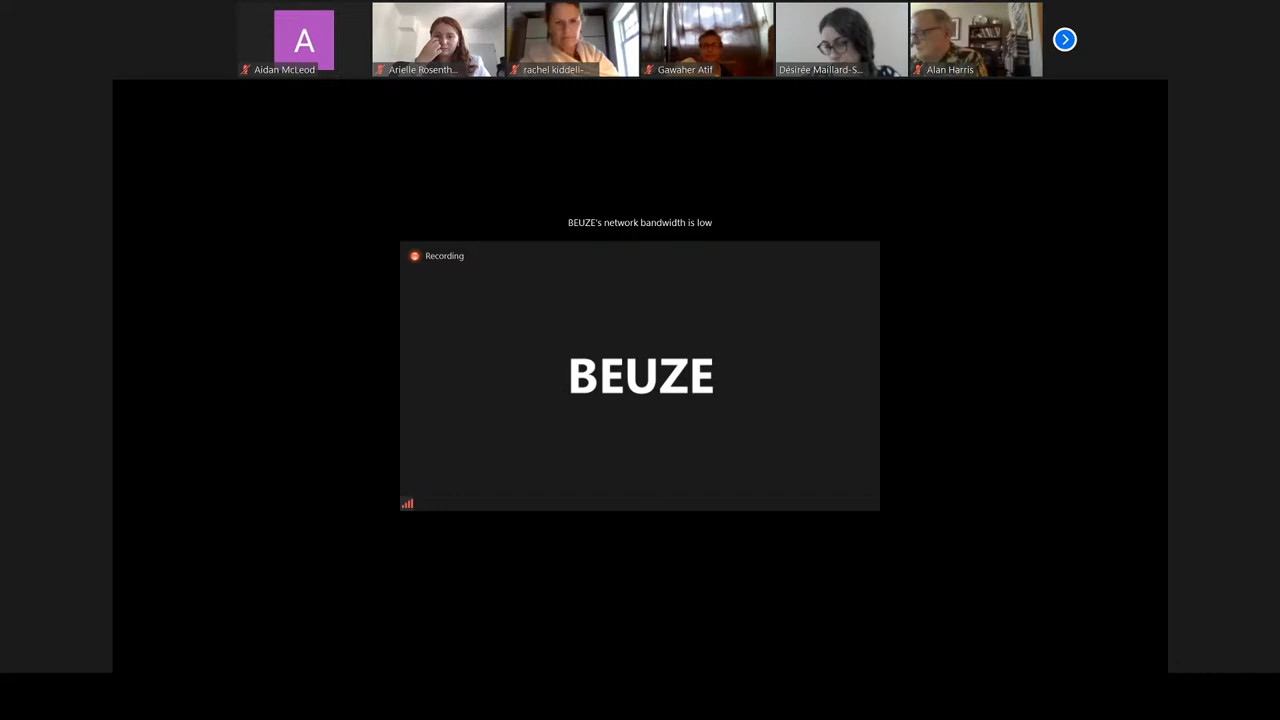 A
Aidan McLeod
Arielle Rosenth...
rachel kiddell-...
Gawaher Atif
Désirée Maillard-S...
Alan Harris
BEUZE's network bandwidth is low
Recording
BEUZE